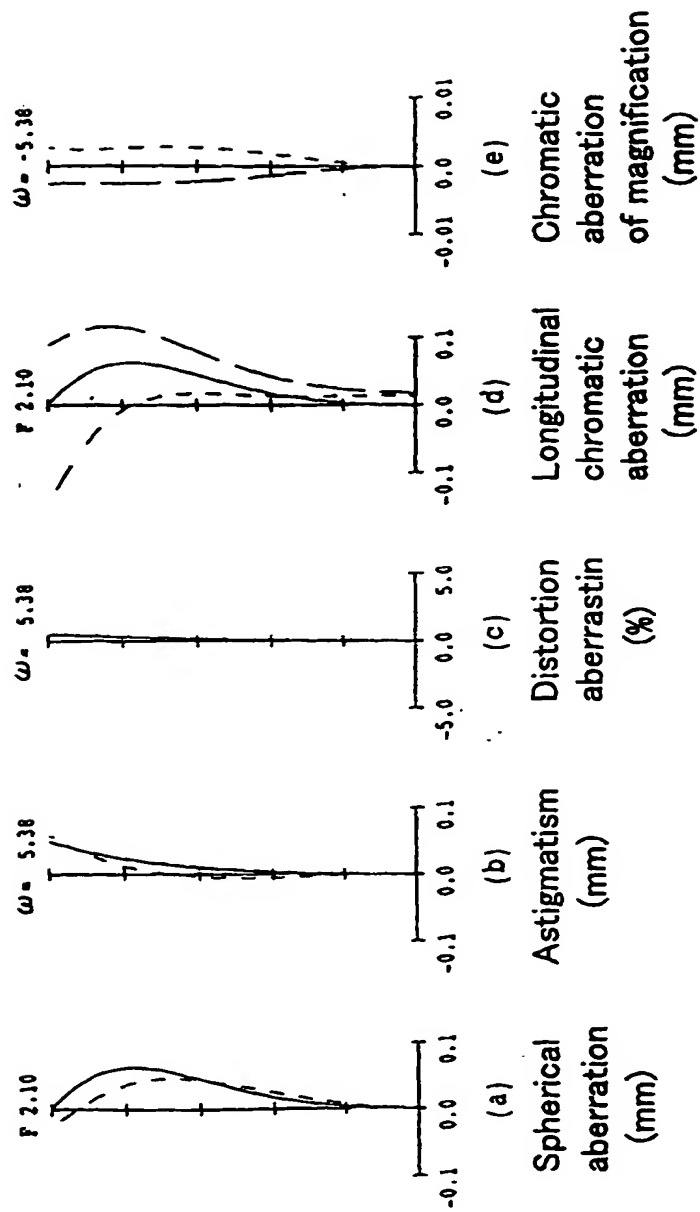 F 2.10
-0.1 0.0 0.1
(a)
Spherical
aberration
(mm)
ω= 5.38
-0.1 0.0 0.1
(b)
Astigmatism
(mm)
ω= 5.38
-5.0 0.0 5.0
(c)
Distortion
aberrastin
(%)
F 2.10
-0.1 0.0 0.1
(d)
Longitudinal
chromatic
aberration
(mm)
ω= -5.38
-0.01 0.0 0.01
(e)
Chromatic
aberration
of magnification
(mm)